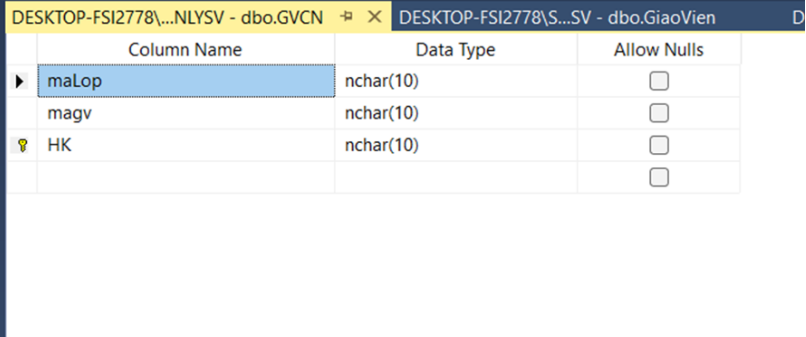 DESKTOP-FSI2778\...NLYSV - dbo.GVCN DESKTOP-FSI2778\S...SV - dbo.GiaoVien D
Column Name Data Type Allow Nulls
maLop nchar(10)
magv nchar(10)
HK nchar(10)